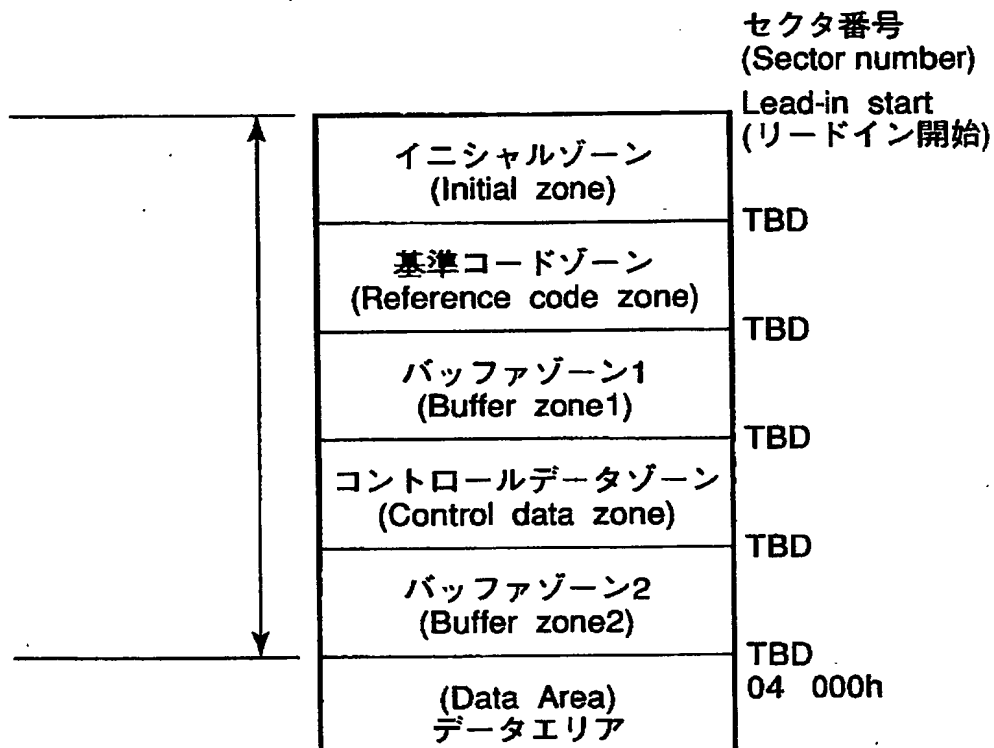 セクタ番号
(Sector number)
Lead-in start
(リードイン開始)
イニシャルゾーン
(Initial zone)
TBD
基準コードゾーン
(Reference code zone)
TBD
バッファゾーン1
(Buffer zone1)
TBD
コントロールデータゾーン
(Control data zone)
TBD
バッファゾーン2
(Buffer zone2)
TBD
04 000h
(Data Area)
データエリア